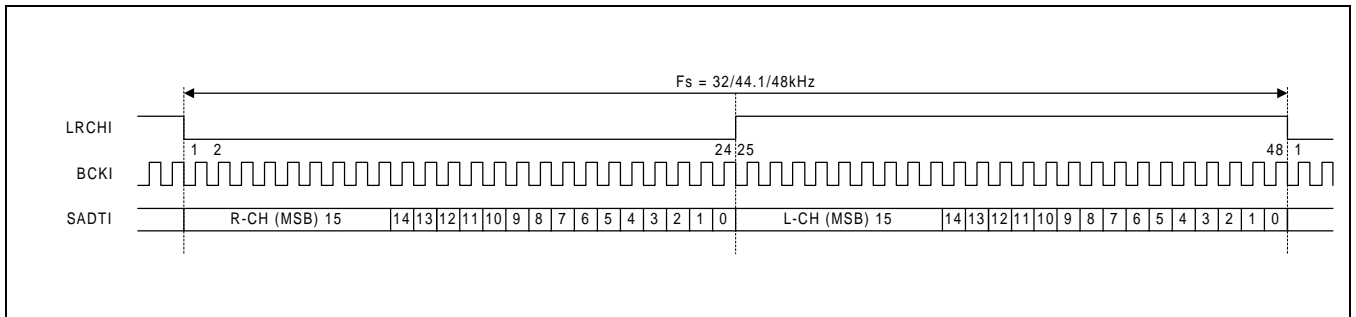 Fs = 32/44.1/48kHz
LRCHI
1 2 24 25 48 1
BCKI
SADTI R-CH (MSB) 15 14 13 12 11 10 9 8 7 6 5 4 3 2 1 0 L-CH (MSB) 15 14 13 12 11 10 9 8 7 6 5 4 3 2 1 0